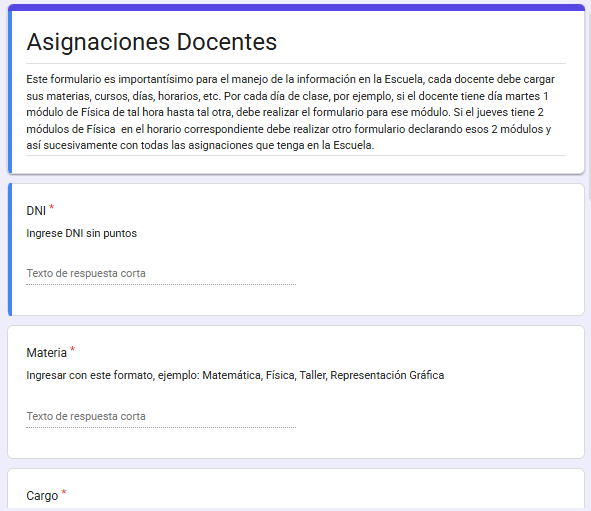 Asignaciones Docentes
Este formulario es importantísimo para el manejo de la información en la Escuela, cada docente debe cargar
sus materias, cursos, días, horarios, etc. Por cada día de clase, por ejemplo, si el docente tiene día martes 1
módulo de Física de tal hora hasta tal otra, debe realizar el formulario para ese módulo. Si el jueves tiene 2
módulos de Física  en el horario correspondiente debe realizar otro formulario declarando esos 2 módulos y
así sucesivamente con todas las asignaciones que tenga en la Escuela.
DNI *
Ingrese DNI sin puntos
Texto de respuesta corta
Materia *
Ingresar con este formato, ejemplo: Matemática, Física, Taller, Representación Gráfica
Texto de respuesta corta
Cargo *